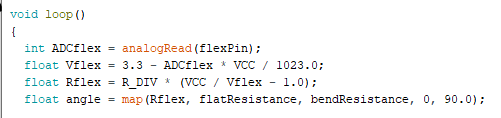 void loop()
{
int ADCflex = analogRead(flexPin);
float Vflex = 3.3 - ADCflex * VCC / 1023.0;
float Rflex = R_DIV * (VCC / Vflex - 1.0);
float angle = map(Rflex, flatResistance, bendResistance, 0, 90.0);